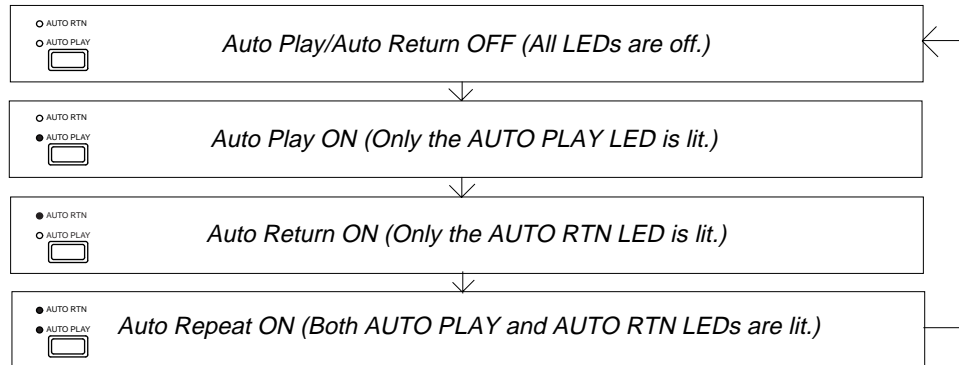 AUTO RTN
AUTO PLAY
Auto Play/Auto Return OFF (All LEDs are off.)
AUTO RTN
AUTO PLAY
Auto Play ON (Only the AUTO PLAY LED is lit.)
AUTO RTN
AUTO PLAY
Auto Return ON (Only the AUTO RTN LED is lit.)
AUTO RTN
AUTO PLAY
Auto Repeat ON (Both AUTO PLAY and AUTO RTN LEDs are lit.)